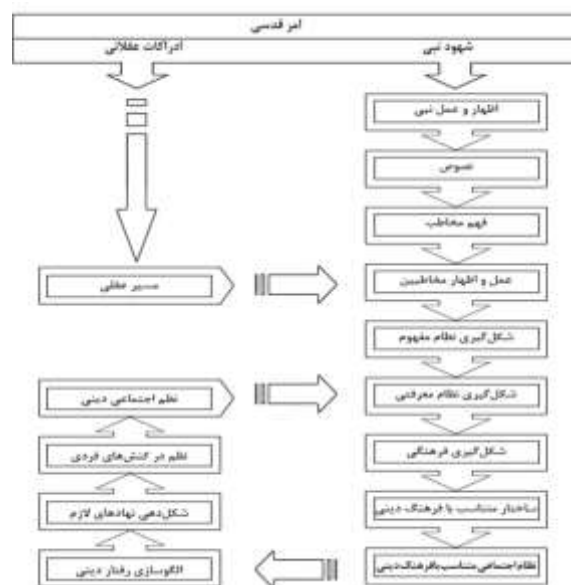 امر قدسی
شهود نبی
ادراکات عقلانی
اظهار و عمل نبی
نصوص
فهم مخاطب
عمل و اظهار مخاطبین
مسیر عقلی
شکل‌گیری نظام مفهوم
شکل‌گیری نظام معرفتی
نظم اجتماعی دینی
شکل‌گیری فرهنگی
نظم در کنش‌های فردی
ساختار متناسب با فرهنگ دینی
شکل‌دهی نهادهای لازم
نظام اجتماعی متناسب با فرهنگ دینی
الگوسازی رفتار دینی